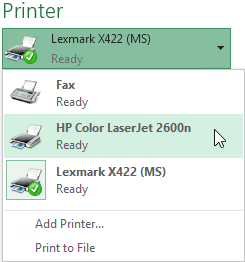 Printer
Lexmark X422 (MS)
Ready
Fax
Ready
HP Color LaserJet 2600n
Ready
Lexmark X422 (MS)
Ready
Add Printer...
Print to File